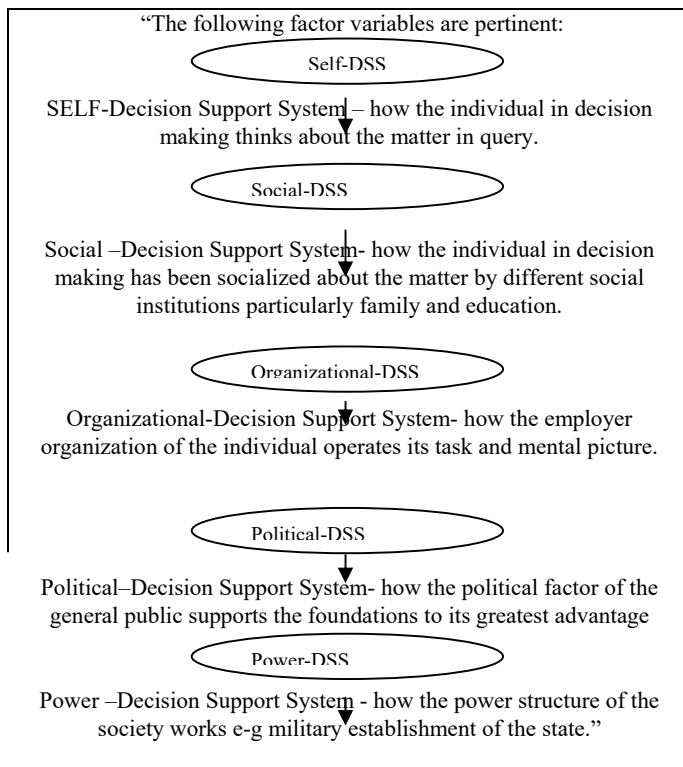 “The following factor variables are pertinent:
Self-DSS
SELF-Decision Support System – how the individual in decision
making thinks about the matter in query.
Social-DSS
Social –Decision Support System- how the individual in decision
making has been socialized about the matter by different social
institutions particularly family and education.
Organizational-DSS
Organizational-Decision Support System- how the employer
organization of the individual operates its task and mental picture.
Political-DSS
Political–Decision Support System- how the political factor of the
general public supports the foundations to its greatest advantage
Power-DSS
Power –Decision Support System - how the power structure of the
society works e-g military establishment of the state.”